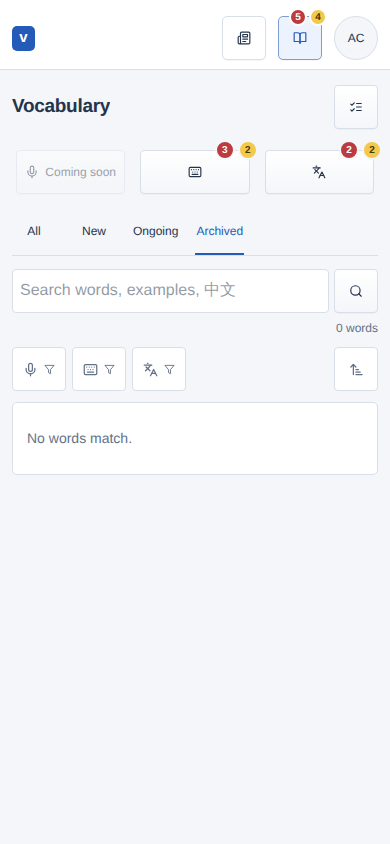 V
5
4
AC
Vocabulary
Coming soon
3
2
2
2
All New Ongoing Archived
Search words, examples, 中文
0 words
No words match.